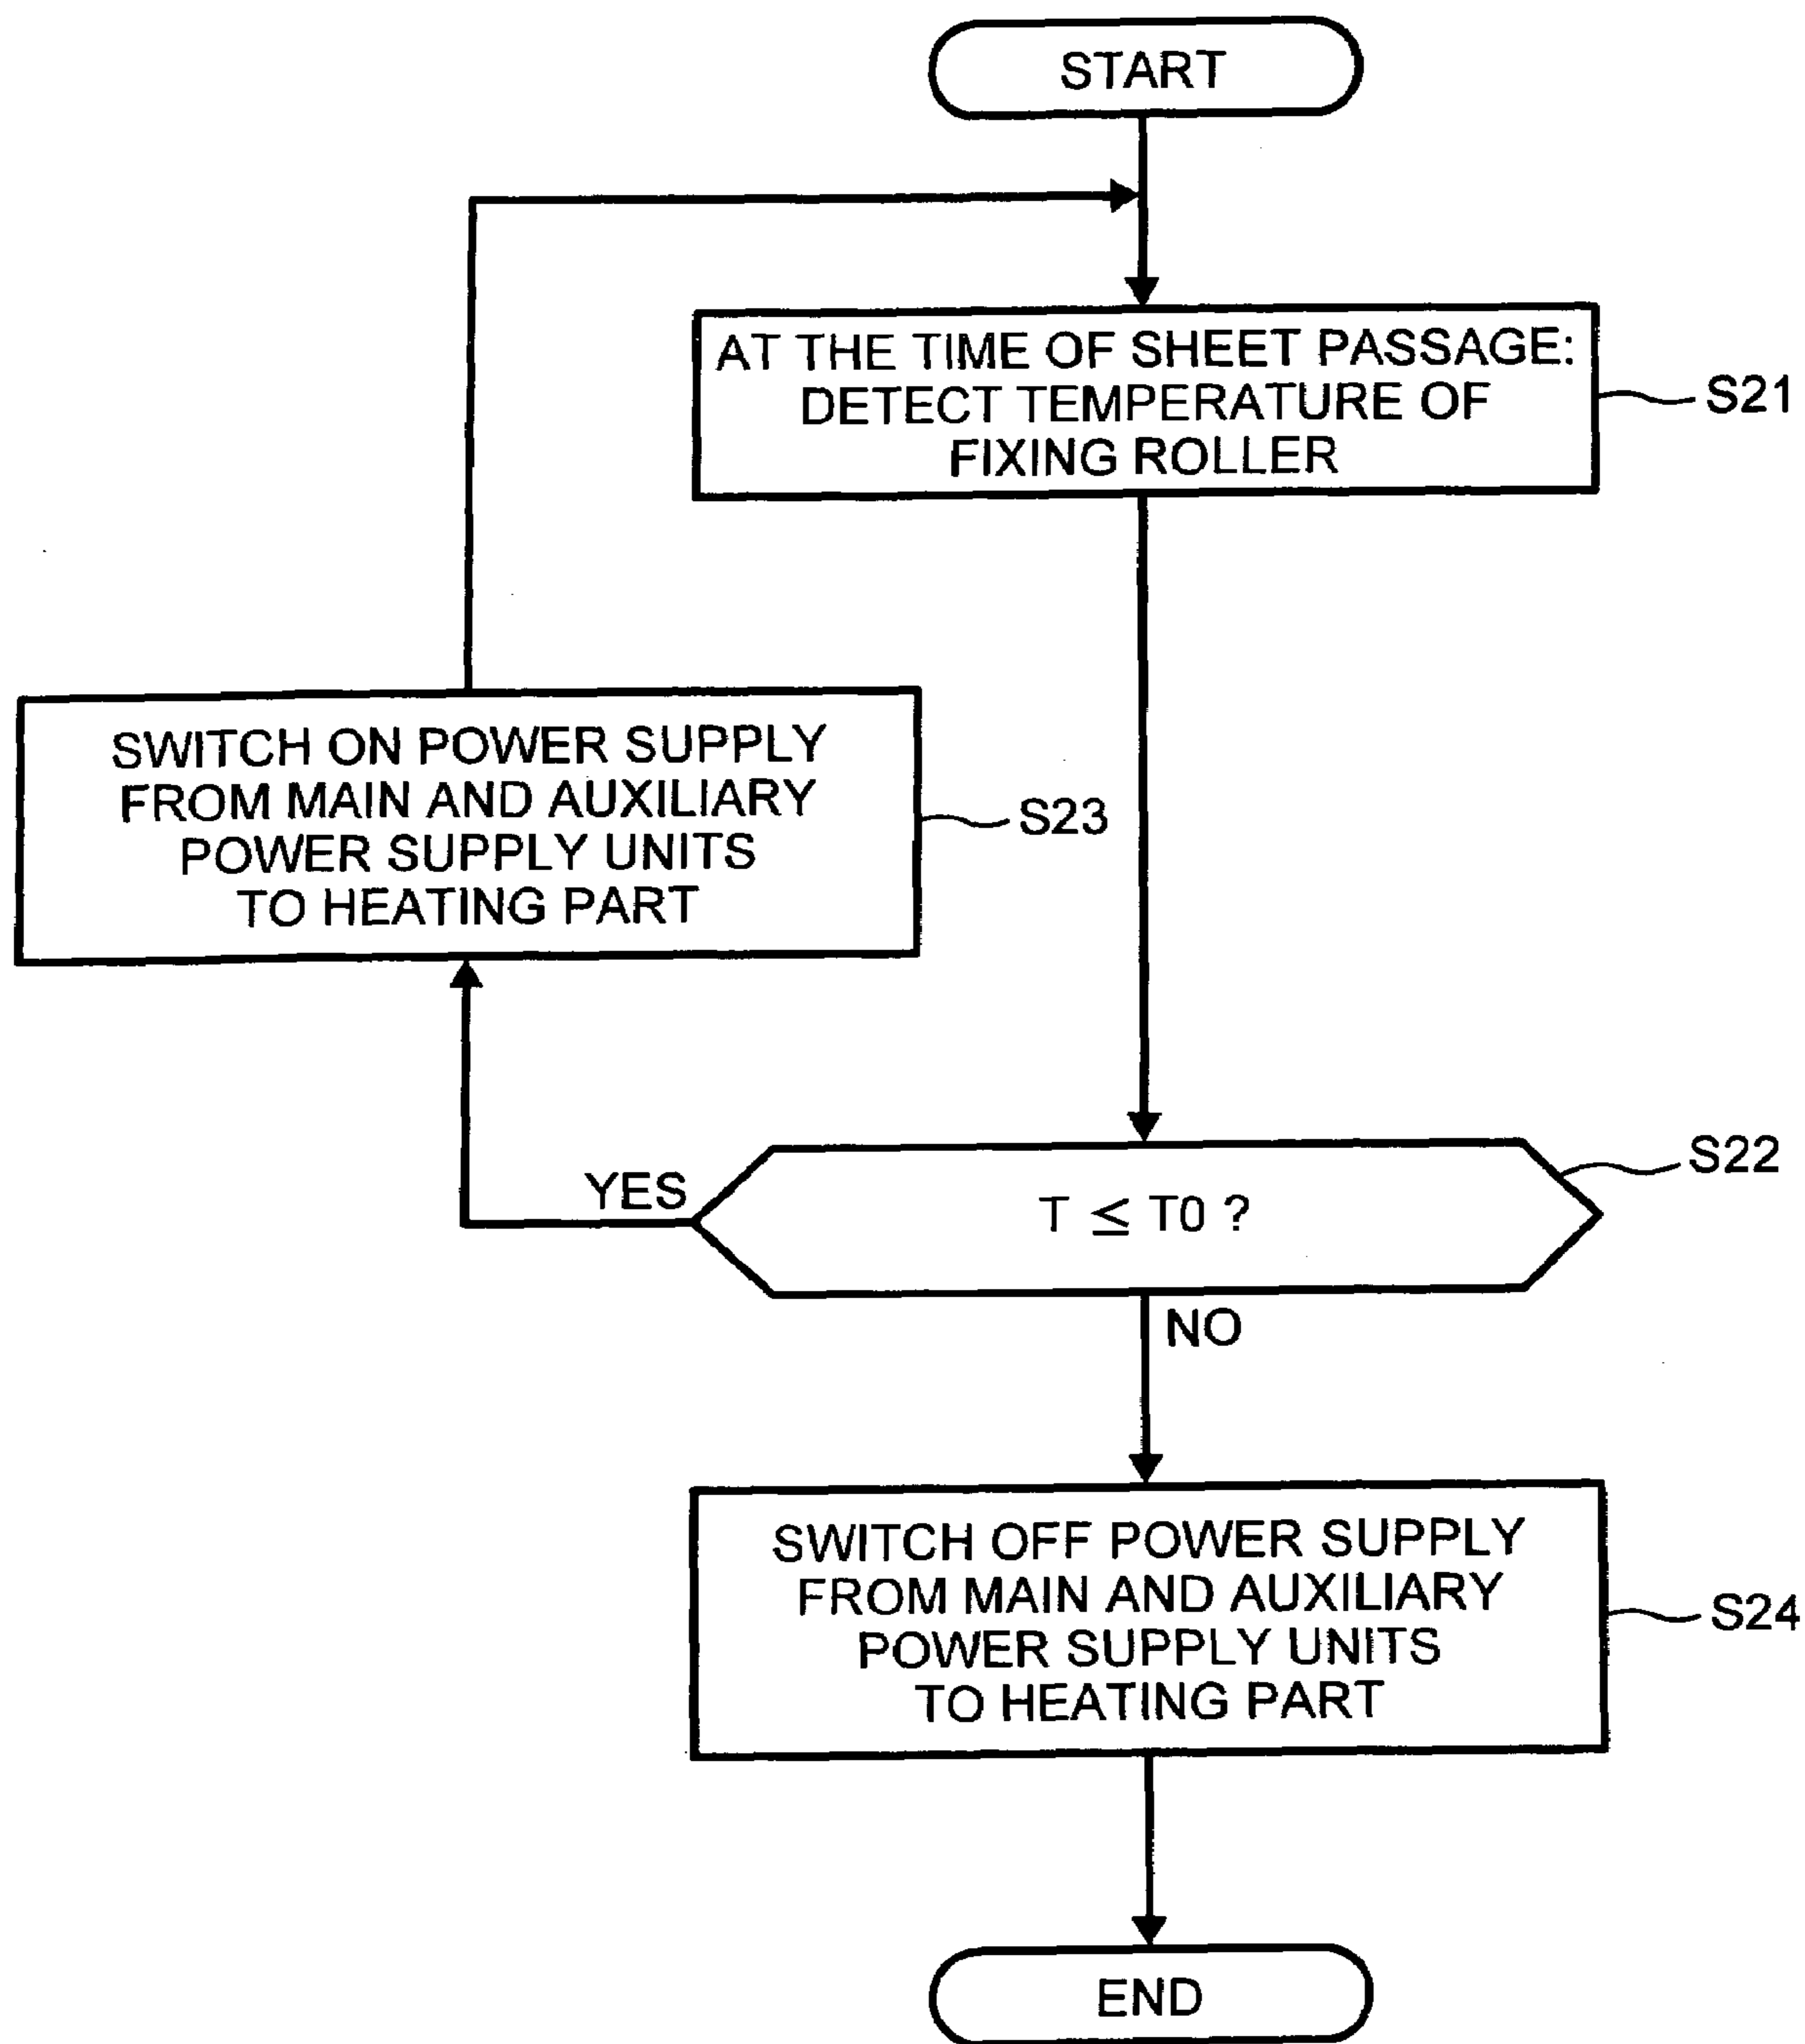 START
AT THE TIME OF SHEET PASSAGE:
DETECT TEMPERATURE OF
FIXING ROLLER
S21
SWITCH ON POWER SUPPLY
FROM MAIN AND AUXILIARY
POWER SUPPLY UNITS
TO HEATING PART
S23
S22
YES
T ≤ T0 ?
NO
SWITCH OFF POWER SUPPLY
FROM MAIN AND AUXILIARY
POWER SUPPLY UNITS
TO HEATING PART
S24
END